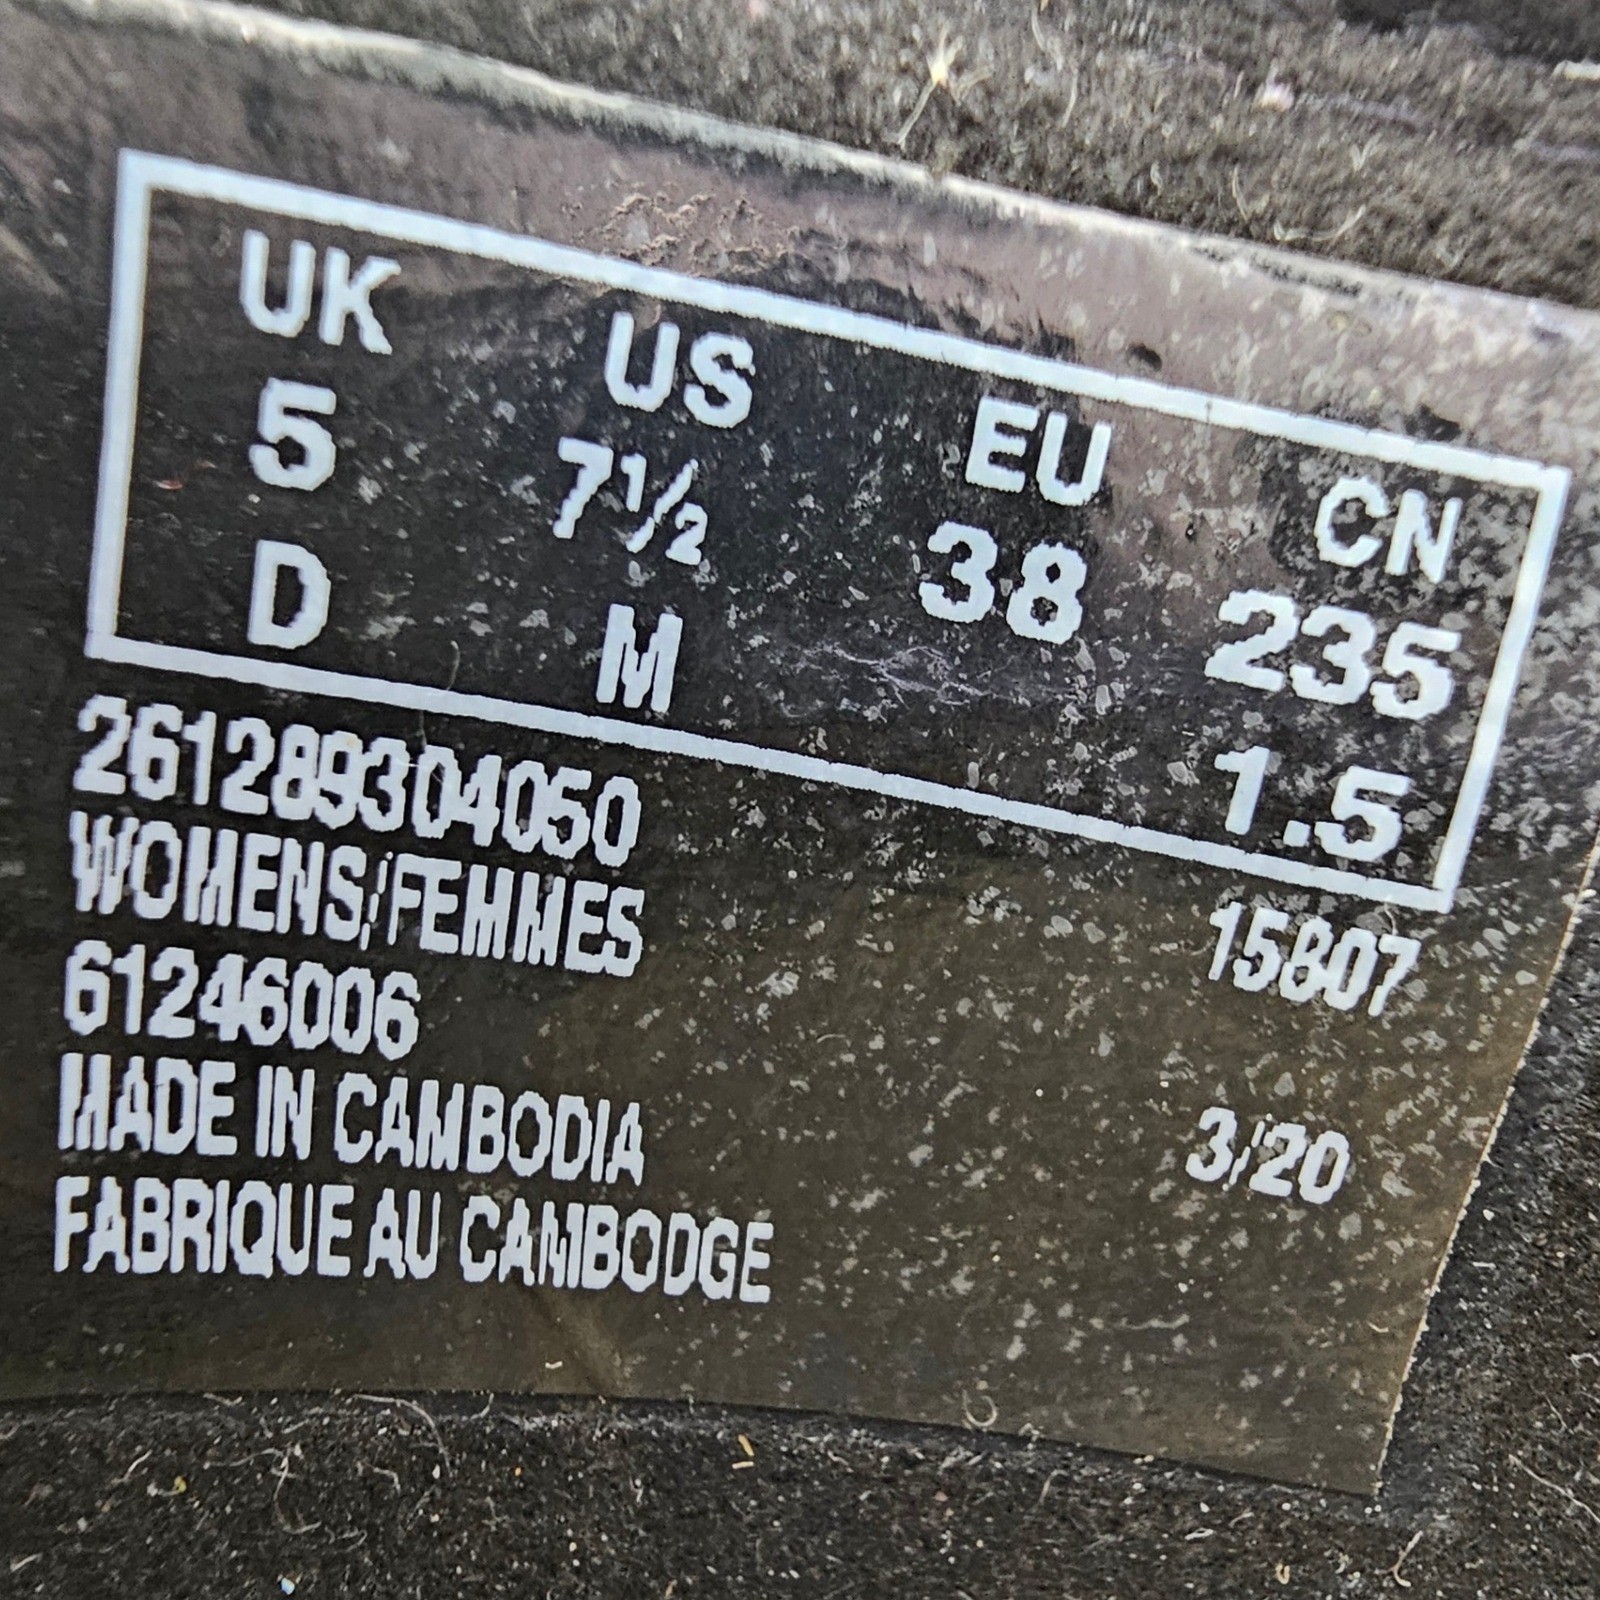 UK US EU CN
5 7½ 38 235
D M 1.5
261289304050
WOMENS/FEMMES 15807
61246006
MADE IN CAMBODIA 3/20
FABRIQUE AU CAMBODGE